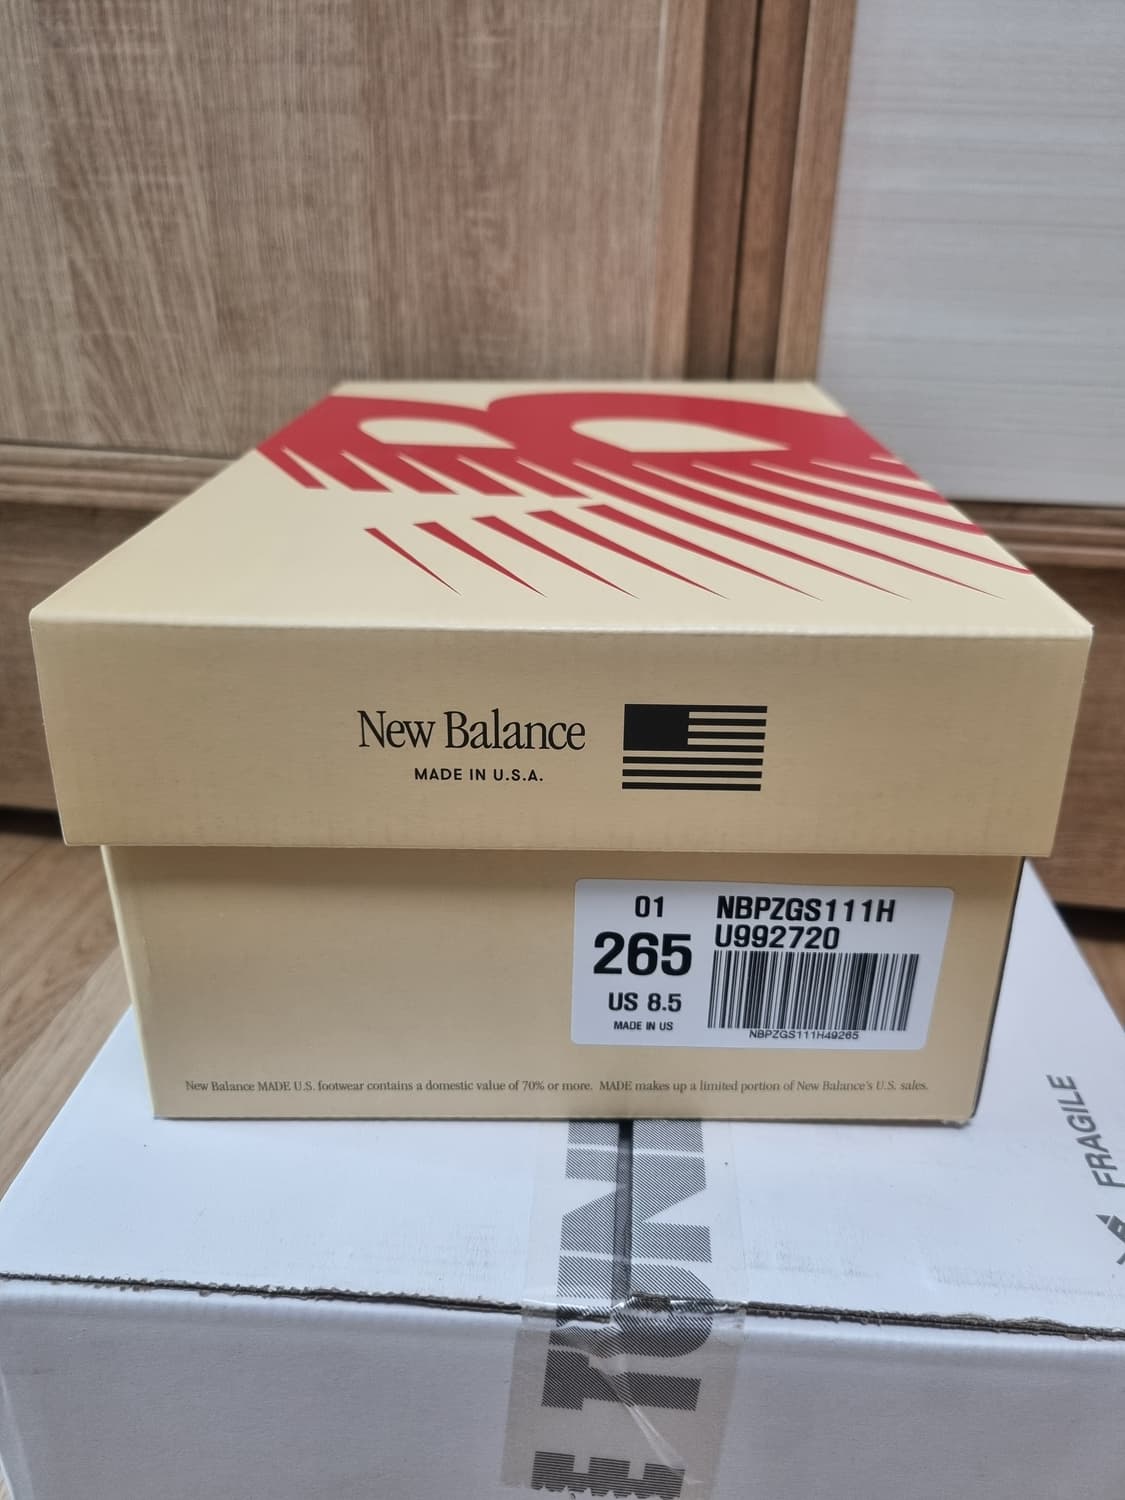 New Balance
MADE IN U.S.A.
01
265
US 8.5
MADE IN US
NBPZGS111H
U992720
NBPZGS111H49265
New Balance MADE U.S. footwear contains a domestic value of 70% or more. MADE makes up a limited portion of New Balance's U.S. sales.
FRAGILE